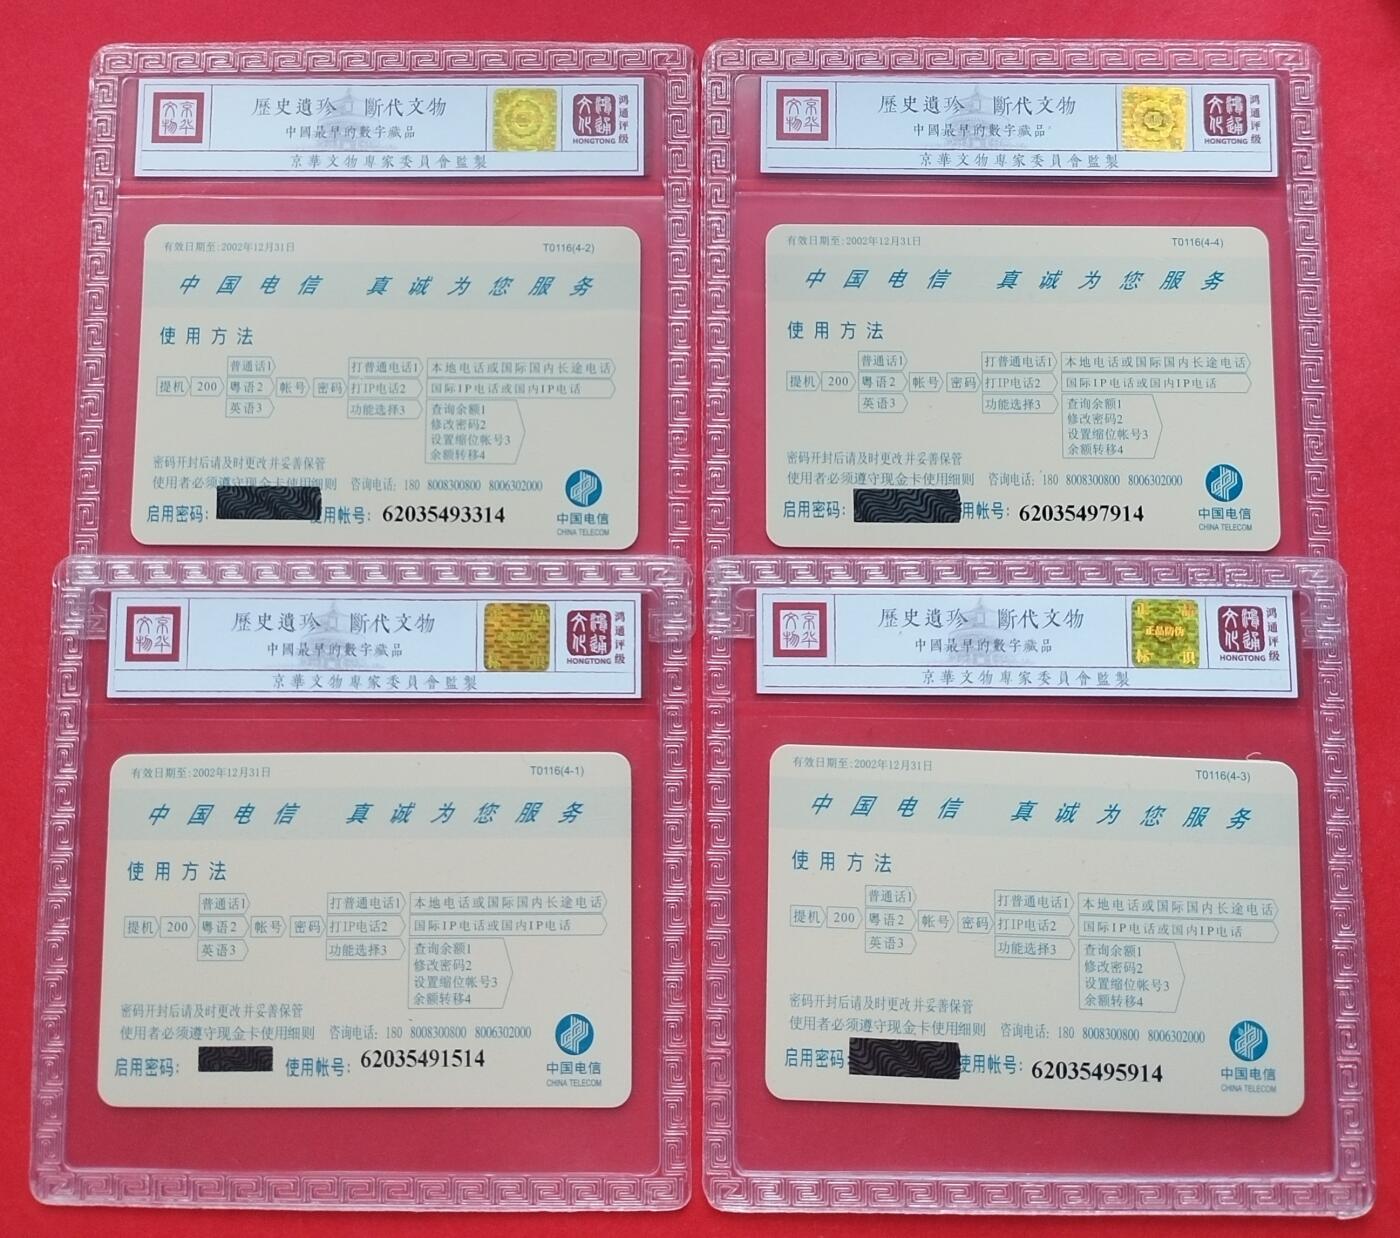 京华文物
歷史遺珍 斷代文物
中國最早的數字藏品
京華文物專家委員會監製
鸿通文化
HONGTONG
鸿通评级
有效日期至:2002年12月31日
T0116(4-2)
中国电信 真诚为您服务
使用方法
提机 200
普通话1
粤语2
英语3
帐号 密码
打普通电话1 本地电话或国际国内长途电话
打IP电话2 国际IP电话或国内IP电话
功能选择3
查询余额1
修改密码2
设置缩位帐号3
余额转移4
密码开封后请及时更改并妥善保管
使用者必须遵守现金卡使用细则 咨询电话: 180 8008300800 8006302000
启用密码: 用帐号: 62035493314
中国电信
CHINA TELECOM
京华文物
歷史遺珍 斷代文物
中國最早的數字藏品
京華文物專家委員會監製
鸿通文化
HONGTONG
鸿通评级
有效日期至:2002年12月31日
T0116(4-4)
中国电信 真诚为您服务
使用方法
提机 200
普通话1
粤语2
英语3
帐号 密码
打普通电话1 本地电话或国际国内长途电话
打IP电话2 国际IP电话或国内IP电话
功能选择3
查询余额1
修改密码2
设置缩位帐号3
余额转移4
密码开封后请及时更改并妥善保管
使用者必须遵守现金卡使用细则 咨询电话: 180 8008300800 8006302000
启用密码: 用帐号: 62035497914
中国电信
CHINA TELECOM
京华文物
歷史遺珍 斷代文物
中國最早的數字藏品
京華文物專家委員會監製
鸿通文化
HONGTONG
鸿通评级
有效日期至:2002年12月31日
T0116(4-1)
中国电信 真诚为您服务
使用方法
提机 200
普通话1
粤语2
英语3
帐号 密码
打普通电话1 本地电话或国际国内长途电话
打IP电话2 国际IP电话或国内IP电话
功能选择3
查询余额1
修改密码2
设置缩位帐号3
余额转移4
密码开封后请及时更改并妥善保管
使用者必须遵守现金卡使用细则 咨询电话: 180 8008300800 8006302000
启用密码: 使用帐号: 62035491514
中国电信
CHINA TELECOM
京华文物
歷史遺珍 斷代文物
中國最早的數字藏品
京華文物專家委員會監製
正品防伪
鸿通文化
HONGTONG
鸿通评级
有效日期至:2002年12月31日
T0116(4-3)
中国电信 真诚为您服务
使用方法
提机 200
普通话1
粤语2
英语3
帐号 密码
打普通电话1 本地电话或国际国内长途电话
打IP电话2 国际IP电话或国内IP电话
功能选择3
查询余额1
修改密码2
设置缩位帐号3
余额转移4
密码开封后请及时更改并妥善保管
使用者必须遵守现金卡使用细则 咨询电话: 180 8008300800 8006302000
启用密码: 使用帐号: 62035495914
中国电信
CHINA TELECOM